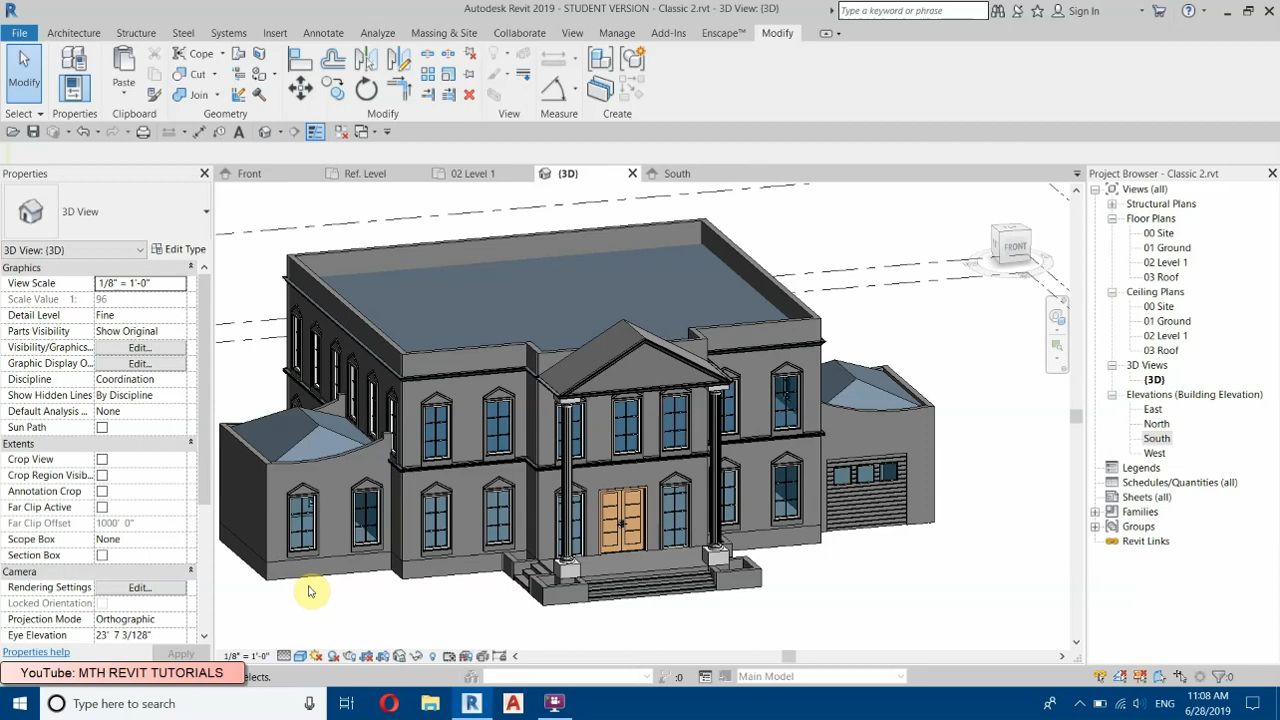 Autodesk Revit 2019 - STUDENT VERSION - Classic 2.rvt - 3D View: {3D}
Type a keyword or phrase
Sign In
File Architecture Structure Steel Systems Insert Annotate Analyze Massing & Site Collaborate View Manage Add-Ins Enscape™ Modify
Modify
Paste
Cope
Cut
Join
Select Properties Clipboard Geometry Modify View Measure Create
Properties
Front
Ref. Level
02 Level 1
{3D}
South
Project Browser - Classic 2.rvt
3D View
3D View: {3D}
Edit Type
Graphics
View Scale 1/8" = 1'-0"
Scale Value 1: 96
Detail Level Fine
Parts Visibility Show Original
Visibility/Graphics... Edit...
Graphic Display O... Edit...
Discipline Coordination
Show Hidden Lines By Discipline
Default Analysis ... None
Sun Path
Extents
Crop View
Crop Region Visib...
Annotation Crop
Far Clip Active
Far Clip Offset 1000' 0"
Scope Box None
Section Box
Camera
Rendering Settings Edit...
Locked Orientation
Projection Mode Orthographic
Eye Elevation 23' 7 3/128"
Properties help
Apply
FRONT
Views (all)
Structural Plans
Floor Plans
00 Site
01 Ground
02 Level 1
03 Roof
Ceiling Plans
00 Site
01 Ground
02 Level 1
03 Roof
3D Views
{3D}
Elevations (Building Elevation)
East
North
South
West
Legends
Schedules/Quantities (all)
Sheets (all)
Families
Groups
Revit Links
1/8" = 1'-0"
YouTube: MTH REVIT TUTORIALS
elects.
:0
Main Model
:0
Type here to search
ENG
11:08 AM
6/28/2019